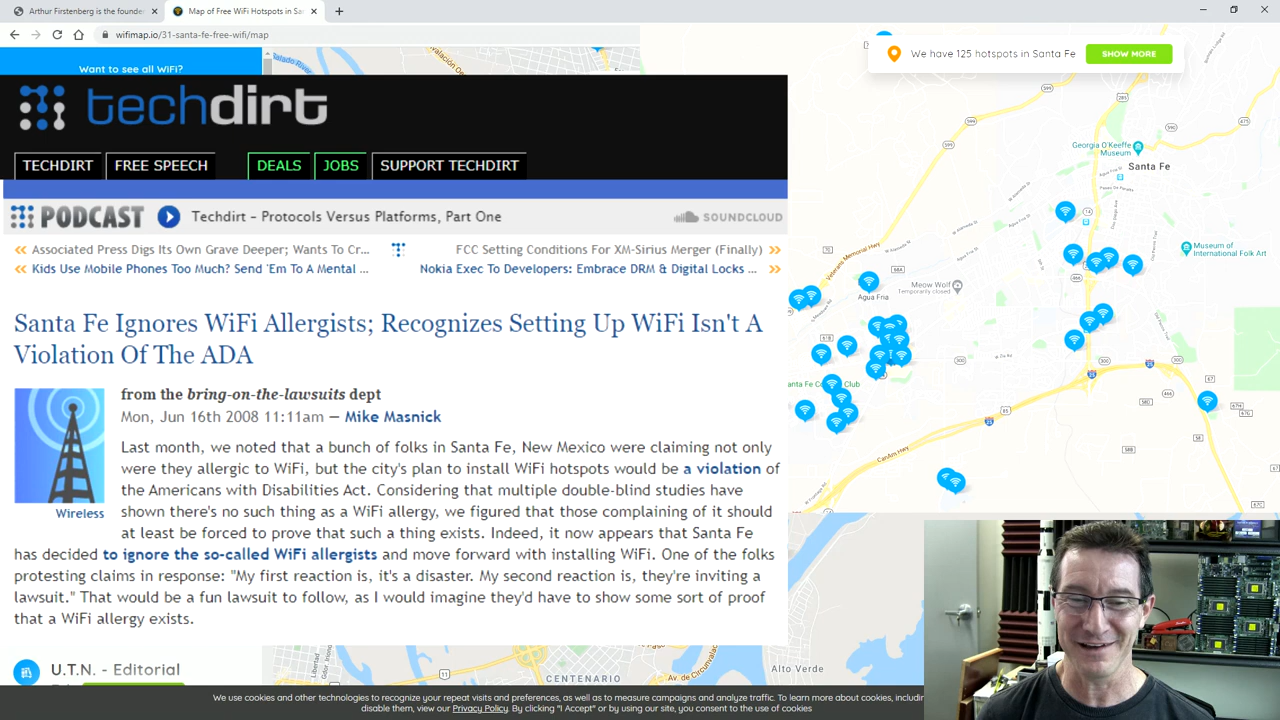 Arthur Firstenberg is the founder
Map of Free WiFi Hotspots in San
wifimap.io/31-santa-fe-free-wifi/map
Want to see all WiFi?
We have 125 hotspots in Santa Fe
SHOW MORE
techdirt
TECHDIRT
FREE SPEECH
DEALS
JOBS
SUPPORT TECHDIRT
PODCAST
Techdirt - Protocols Versus Platforms, Part One
SOUNDCLOUD
Associated Press Digs Its Own Grave Deeper; Wants To Cr...
FCC Setting Conditions For XM-Sirius Merger (Finally)
Kids Use Mobile Phones Too Much? Send 'Em To A Mental ...
Nokia Exec To Developers: Embrace DRM & Digital Locks ...
Santa Fe Ignores WiFi Allergists; Recognizes Setting Up WiFi Isn't A
Violation Of The ADA
from the bring-on-the-lawsuits dept
Mon, Jun 16th 2008 11:11am — Mike Masnick
Wireless
Last month, we noted that a bunch of folks in Santa Fe, New Mexico were claiming not only
were they allergic to WiFi, but the city's plan to install WiFi hotspots would be a violation of
the Americans with Disabilities Act. Considering that multiple double-blind studies have
shown there's no such thing as a WiFi allergy, we figured that those complaining of it should
at least be forced to prove that such a thing exists. Indeed, it now appears that Santa Fe
has decided to ignore the so-called WiFi allergists and move forward with installing WiFi. One of the folks
protesting claims in response: "My first reaction is, it's a disaster. My second reaction is, they're inviting a
lawsuit." That would be a fun lawsuit to follow, as I would imagine they'd have to show some sort of proof
that a WiFi allergy exists.
U.T.N. - Editorial
Georgia O'Keeffe
Museum
Santa Fe
Museum of
International Folk Art
Meow Wolf
Temporarily closed
Agua Fria
Veterans Memorial Hwy
CanAm Hwy
Alto Verde
CENTENARIO
Av. de Circunvalac
We use cookies and other technologies to recognize your repeat visits and preferences, as well as to measure campaigns and analyze traffic. To learn more about cookies, includin
disable them, view our Privacy Policy. By clicking "I Accept" or by using our site, you consent to the use of cookies